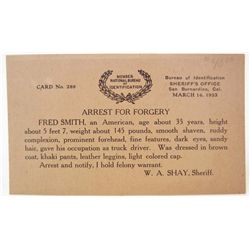 CARD No. 289
MEMBER
NATIONAL BUREAU
OF
IDENTIFICATION
Bureau of Identification
SHERIFF'S OFFICE
San Bernardino, Cal.
MARCH 16, 1922
ARREST FOR FORGERY
FRED SMITH, an American, age about 35 years, height
about 5 feet 7, weight about 145 pounds, smooth shaven, ruddy
complexion, prominent forehead, fine features, dark eyes, sandy
hair, gave his occupation as truck driver. Was dressed in brown
coat, khaki pants, leather leggins, light colored cap.
Arrest and notify, I hold felony warrant.
W. A. SHAY, Sheriff.